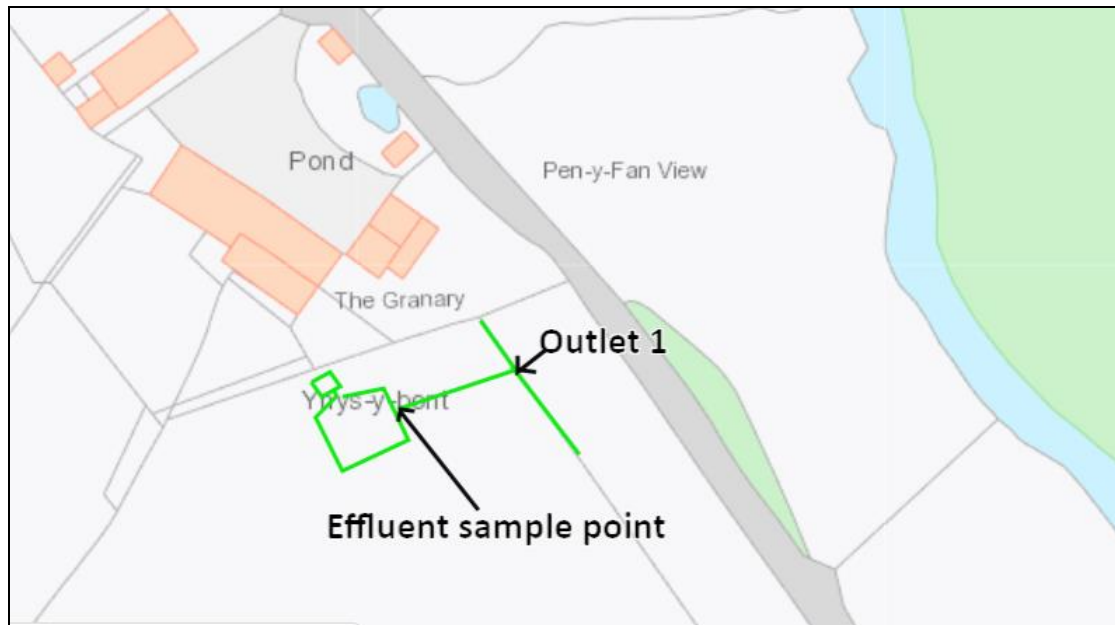 Pond
Pen-y-Fan View
The Granary
Outlet 1
Ynys-y-bont
Effluent sample point